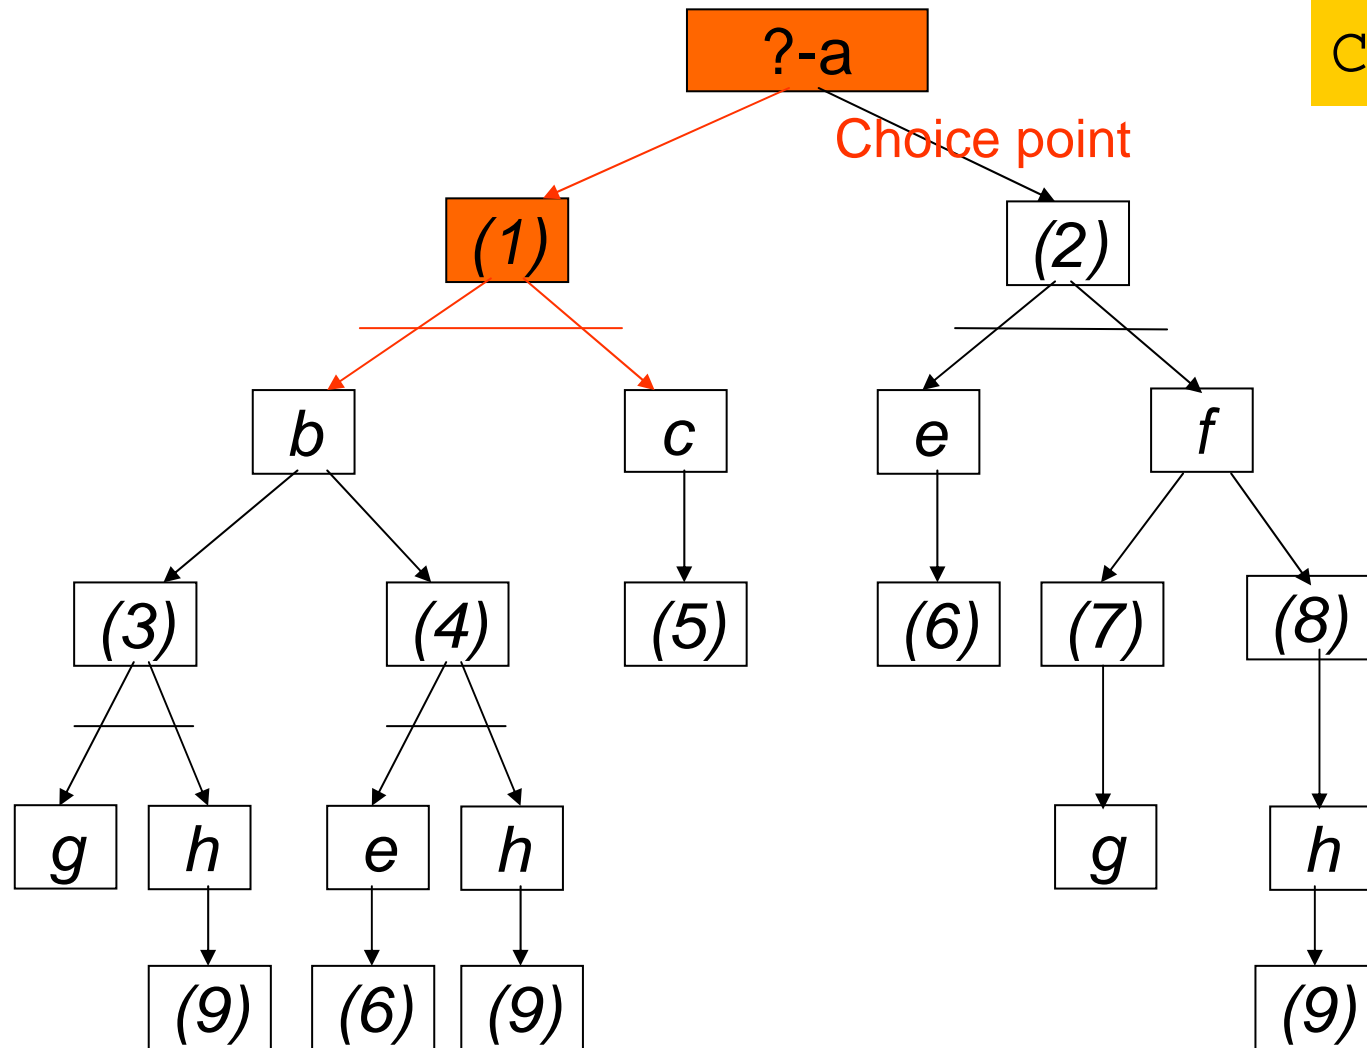 ?-a
C
Choice point
(1)
(2)
b
c
e
f
(3)
(4)
(5)
(6)
(7)
(8)
g
h
e
h
g
h
(9)
(6)
(9)
(9)